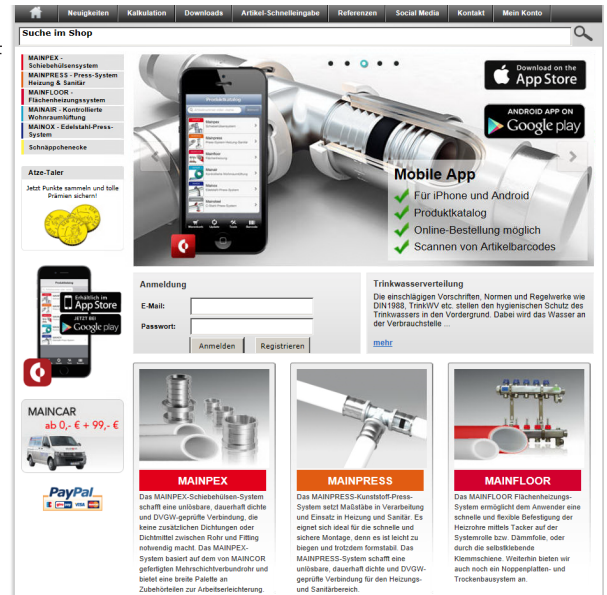 Neuigkeiten Kalkulation Downloads Artikel-Schnelleingabe Referenzen Social Media Kontakt Mein Konto
Suche im Shop
MAINPEX -
Schiebehülsensystem
MAINPRESS - Press-System
Heizung & Sanitär
MAINFLOOR -
Flächenheizungssystem
MAINAIR - Kontrollierte
Wohnraumlüftung
MAINOX - Edelstahl-Press-
System
Schnäppchenecke
Atze-Taler
Jetzt Punkte sammeln und tolle
Prämien sichern!
Erhältlich im
App Store
JETZT BEI
Google play
MAINCAR
ab 0,- € + 99,- €
PayPal
VISA
Produktkatalog
Mainpex
Mainpress
Mainfloor
Mainair
Mainox
Download on the
App Store
ANDROID APP ON
Google play
Mobile App
Für iPhone und Android
Produktkatalog
Online-Bestellung möglich
Scannen von Artikelbarcodes
Anmeldung
E-Mail:
Passwort:
Anmelden Registrieren
Trinkwasserverteilung
Die einschlägigen Vorschriften, Normen und Regelwerke wie
DIN1988, TrinkWV etc. stellen den hygienischen Schutz des
Trinkwassers in den Vordergrund. Dabei wird das Wasser an
der Verbrauchstelle ...
mehr
MAINPEX
Das MAINPEX-Schiebehülsen-System
schafft eine unlösbare, dauerhaft dichte
und DVGW-geprüfte Verbindung, die
keine zusätzlichen Dichtungen oder
Dichtmittel zwischen Rohr und Fitting
notwendig macht. Das MAINPEX-
System basiert auf dem von MAINCOR
gefertigten Mehrschichtverbundrohr und
bietet eine breite Palette an
Zubehörteilen zur Arbeitserleichterung.
MAINPRESS
Das MAINPRESS-Kunststoff-Press-
System setzt Maßstäbe in Verarbeitung
und Einsatz in Heizung und Sanitär. Es
eignet sich ideal für die schnelle und
sichere Montage, denn es ist leicht zu
biegen und trotzdem formstabil. Das
MAINPRESS-System schafft eine
unlösbare, dauerhaft dichte und DVGW-
geprüfte Verbindung für den Heizungs-
und Sanitärbereich.
MAINFLOOR
Das MAINFLOOR Flächenheizungs-
System ermöglicht dem Anwender eine
schnelle und flexible Befestigung der
Heizrohre mittels Tacker auf der
Systemrolle bzw. Dämmfolie, oder
durch die selbstklebende
Klemmschiene. Weiterhin bieten wir
auch noch ein Noppenplatten- und
Trockenbausystem an.